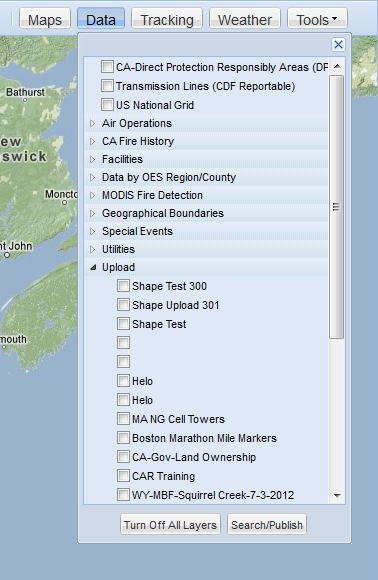 Maps Data Tracking Weather Tools
CA-Direct Protection Responsibly Areas (DP
Transmission Lines (CDF Reportable)
US National Grid
Air Operations
CA Fire History
Facilities
Data by OES Region/County
MODIS Fire Detection
Geographical Boundaries
Special Events
Utilities
Upload
Shape Test 300
Shape Upload 301
Shape Test
Helo
Helo
MA NG Cell Towers
Boston Marathon Mile Markers
CA-Gov-Land Ownership
CAR Training
WY-MBF-Squirrel Creek-7-3-2012
Turn Off All Layers Search/Publish
Bathurst
ew
swick
Moncto
nt John
mouth